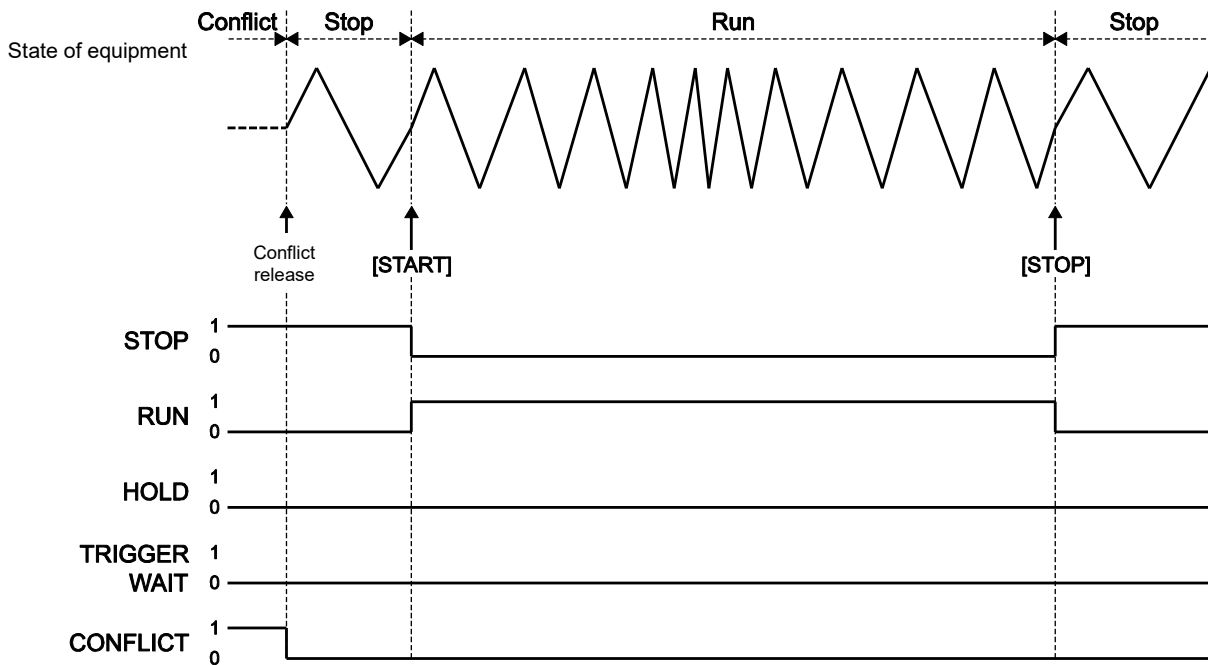 Conflict Stop Run Stop
State of equipment
Conflict
release
[START]
[STOP]
STOP 1
0
RUN 1
0
HOLD 1
0
TRIGGER 1
WAIT 0
CONFLICT 1
0